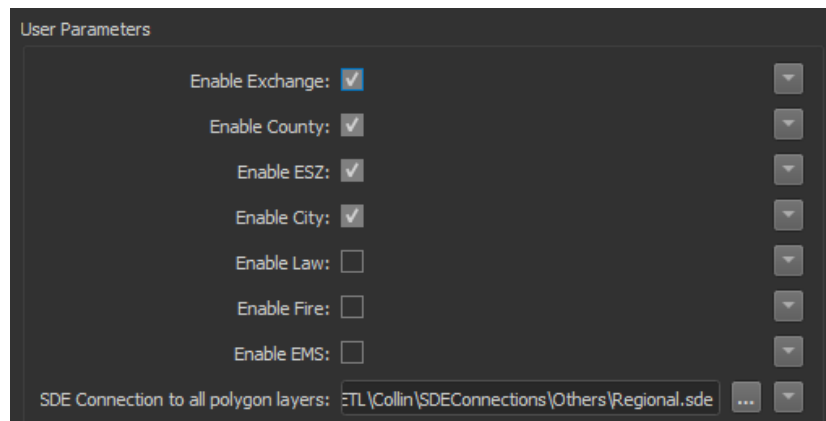 User Parameters
Enable Exchange:
Enable County:
Enable ESZ:
Enable City:
Enable Law:
Enable Fire:
Enable EMS:
SDE Connection to all polygon layers: ETL\Collin\SDEConnections\Others\Regional.sde ...